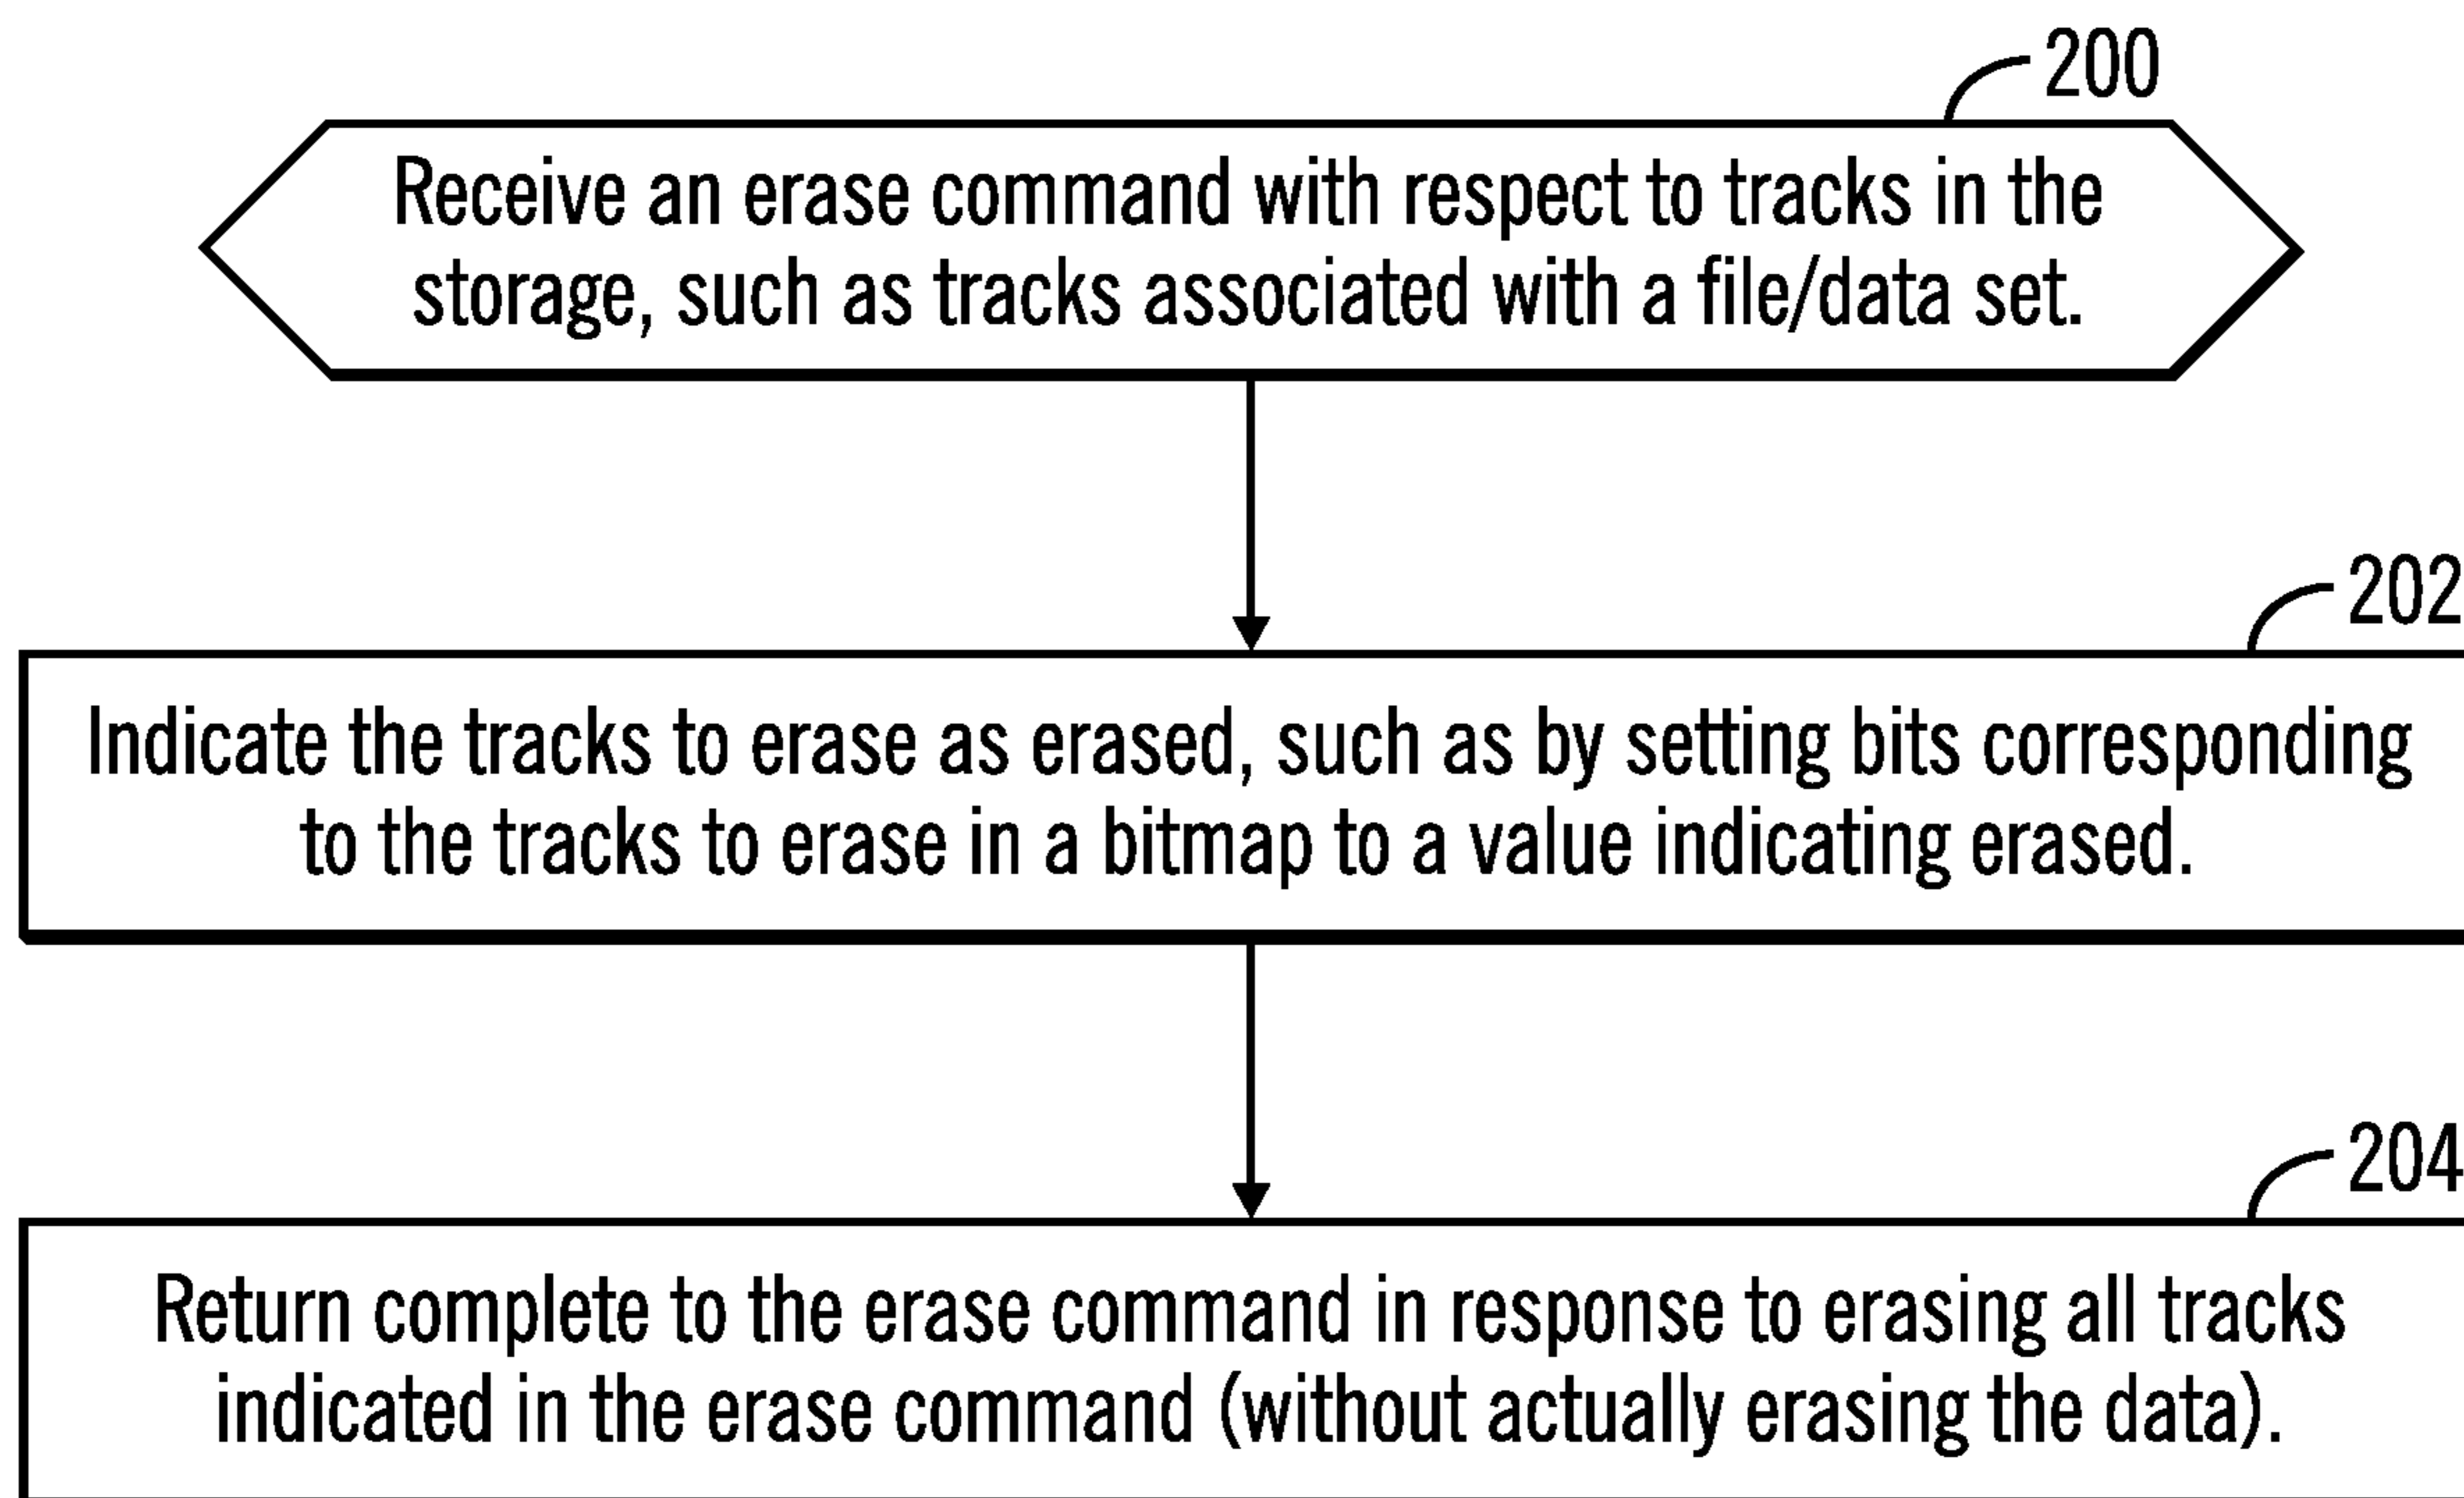 200
Receive an erase command with respect to tracks in the
storage, such as tracks associated with a file/data set.
202
Indicate the tracks to erase as erased, such as by setting bits corresponding
to the tracks to erase in a bitmap to a value indicating erased.
204
Return complete to the erase command in response to erasing all tracks
indicated in the erase command (without actually erasing the data).